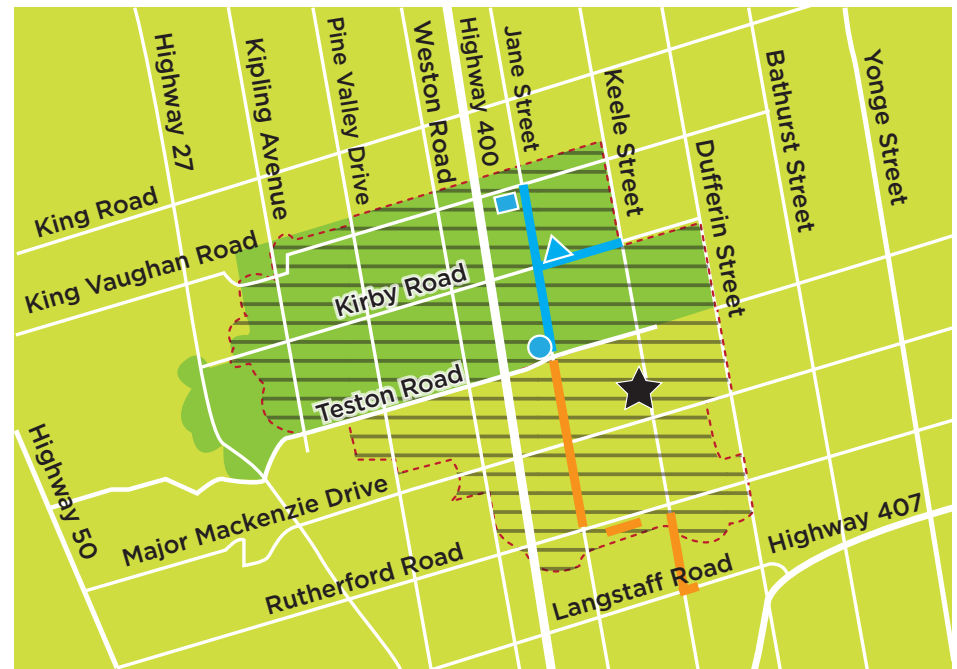 Highway 27
Kipling Avenue
Pine Valley Drive
Weston Road
Highway 400
Jane Street
Keele Street
Dufferin Street
Bathurst Street
Yonge Street
King Road
King Vaughan Road
Kirby Road
Teston Road
Highway 50
Major Mackenzie Drive
Rutherford Road
Langstaff Road
Highway 407